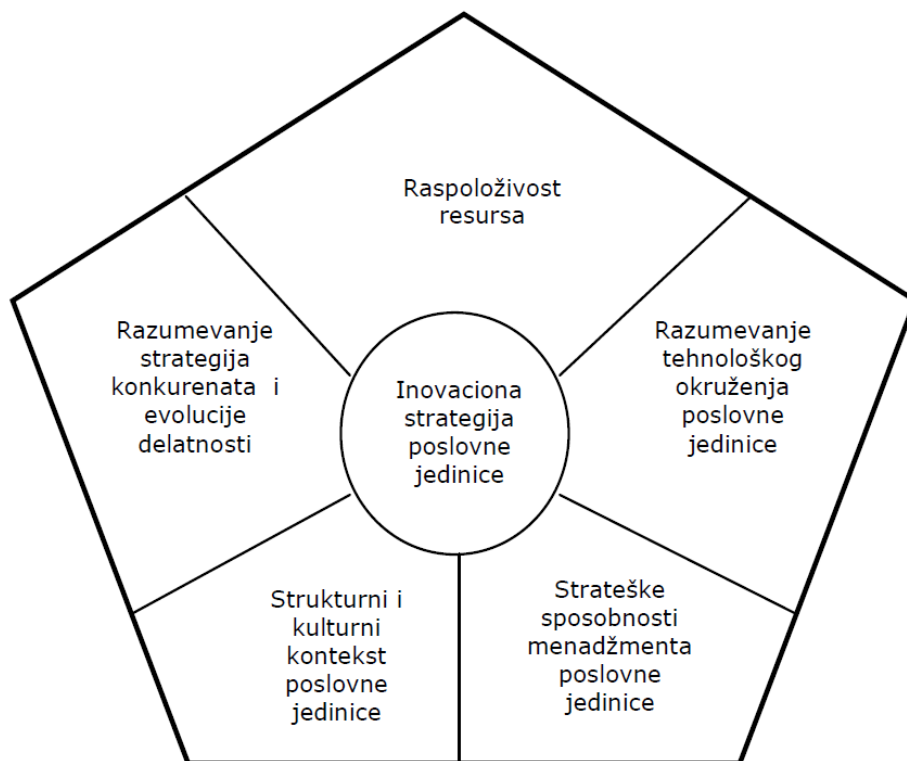 Raspoloživost
resursa
Razumevanje
strategija
konkurenata i
evolucije
delatnosti
Inovaciona
strategija
poslovne
jedinice
Razumevanje
tehnološkog
okruženja
poslovne
jedinice
Strukturni i
kulturni
kontekst
poslovne
jedinice
Strateške
sposobnosti
menadžmenta
poslovne
jedinice